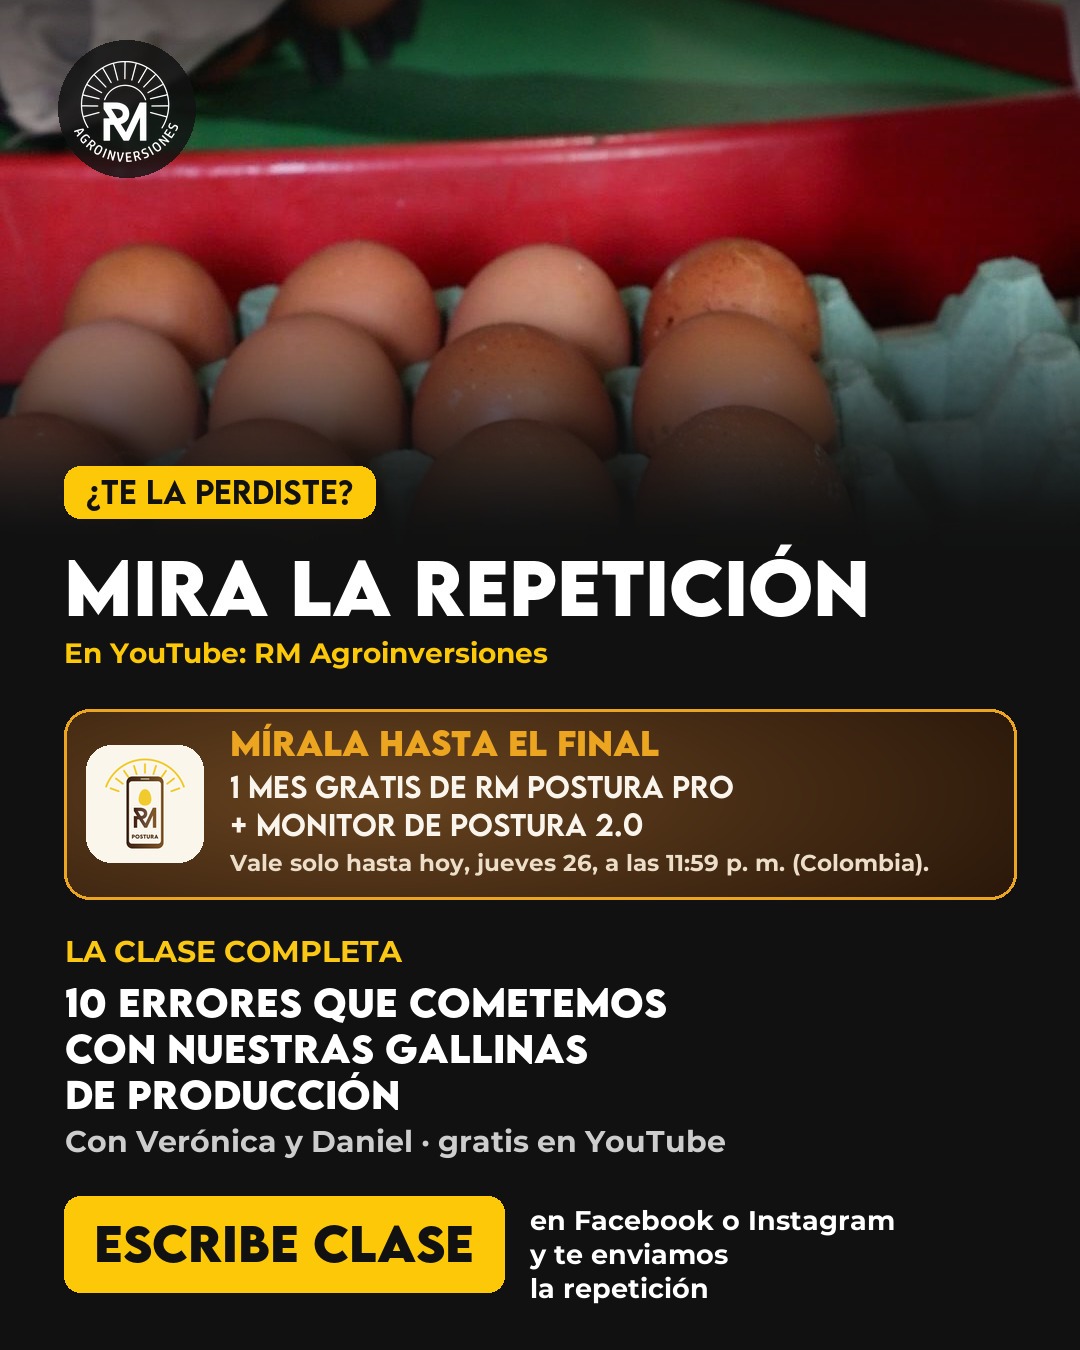 RM
AGROINVERSIONES
¿TE LA PERDISTE?
MIRA LA REPETICIÓN
En YouTube: RM Agroinversiones
MÍRALA HASTA EL FINAL
1 MES GRATIS DE RM POSTURA PRO
+ MONITOR DE POSTURA 2.0
Vale solo hasta hoy, jueves 26, a las 11:59 p. m. (Colombia).
RM
POSTURA
LA CLASE COMPLETA
10 ERRORES QUE COMETEMOS
CON NUESTRAS GALLINAS
DE PRODUCCIÓN
Con Verónica y Daniel · gratis en YouTube
ESCRIBE CLASE
en Facebook o Instagram
y te enviamos
la repetición